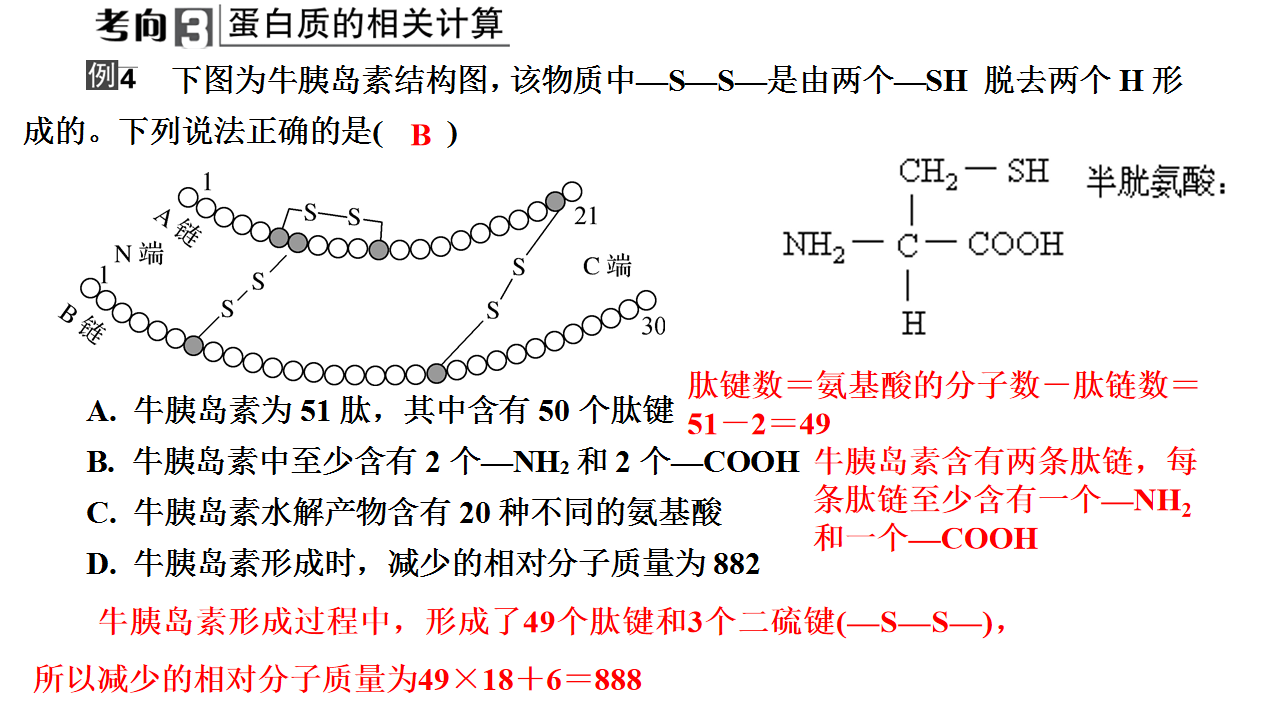 考向3 蛋白质的相关计算
例4 下图为牛胰岛素结构图,该物质中—S—S—是由两个—SH 脱去两个 H 形
成的。下列说法正确的是( B )
CH₂—SH 半胱氨酸:
NH₂—C—COOH
H
1
A 链
S—S
21
N 端
C 端
S
S
S
S
1
B 链
30
A. 牛胰岛素为 51 肽，其中含有 50 个肽键
肽键数＝氨基酸的分子数－肽链数＝
51－2＝49
B. 牛胰岛素中至少含有 2 个—NH₂ 和 2 个—COOH
牛胰岛素含有两条肽链，每
条肽链至少含有一个—NH₂
和一个—COOH
C. 牛胰岛素水解产物含有 20 种不同的氨基酸
D. 牛胰岛素形成时，减少的相对分子质量为 882
牛胰岛素形成过程中，形成了49个肽键和3个二硫键(—S—S—)，
所以减少的相对分子质量为49×18＋6＝888